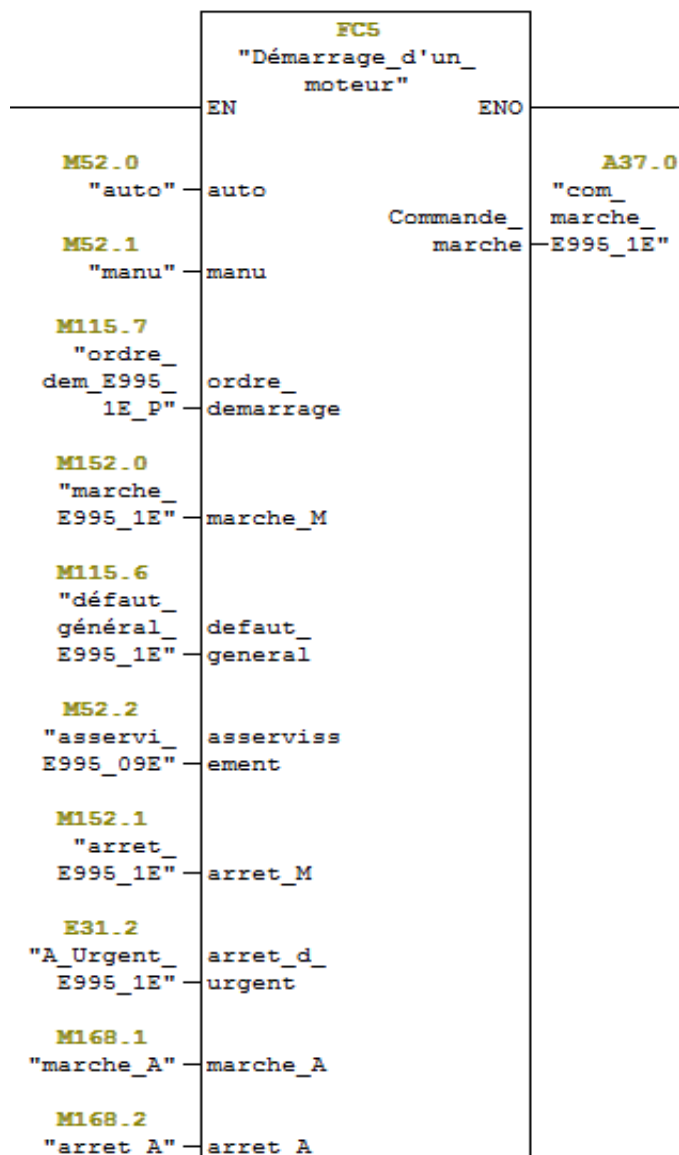 FC5
"Démarrage_d'un_
moteur"
EN ENO
M52.0
"auto" auto
A37.0
"com_
marche_
E995_1E"
Commande_
marche
M52.1
"manu" manu
M115.7
"ordre_
dem_E995_ ordre_
1E_P" demarrage
M152.0
"marche_
E995_1E" marche_M
M115.6
"défaut_
général_ defaut_
E995_1E" general
M52.2
"asservi_ asserviss
E995_09E" ement
M152.1
"arret_
E995_1E" arret_M
E31.2
"A_Urgent_ arret_d_
E995_1E" urgent
M168.1
"marche_A" marche_A
M168.2
"arret_A" arret_A